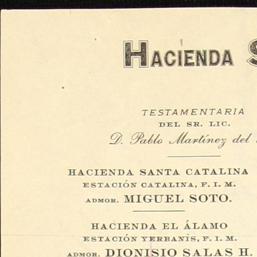 HACIENDA S
TESTAMENTARIA
DEL SR. LIC.
D. Pablo Martínez del
HACIENDA SANTA CATALINA
ESTACIÓN CATALINA, F. I. M.
ADMOR. MIGUEL SOTO.
HACIENDA EL ÁLAMO
ESTACIÓN YERBANÍS, F. I. M.
ADMOR. DIONISIO SALAS H.